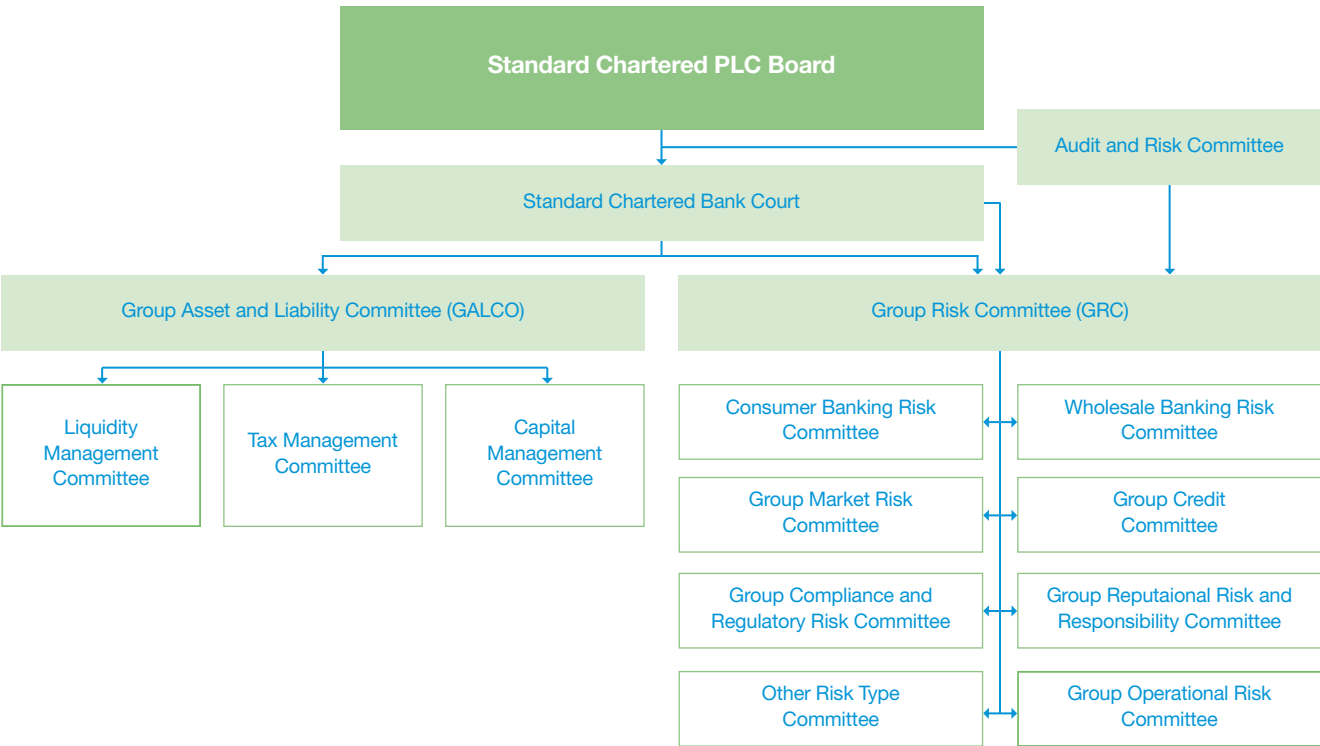 Standard Chartered PLC Board
Audit and Risk Committee
Standard Chartered Bank Court
Group Asset and Liability Committee (GALCO)
Group Risk Committee (GRC)
Liquidity
Management
Committee
Tax Management
Committee
Capital
Management
Committee
Consumer Banking Risk
Committee
Wholesale Banking Risk
Committee
Group Market Risk
Committee
Group Credit
Committee
Group Compliance and
Regulatory Risk Committee
Group Reputaional Risk and
Responsibility Committee
Other Risk Type
Committee
Group Operational Risk
Committee